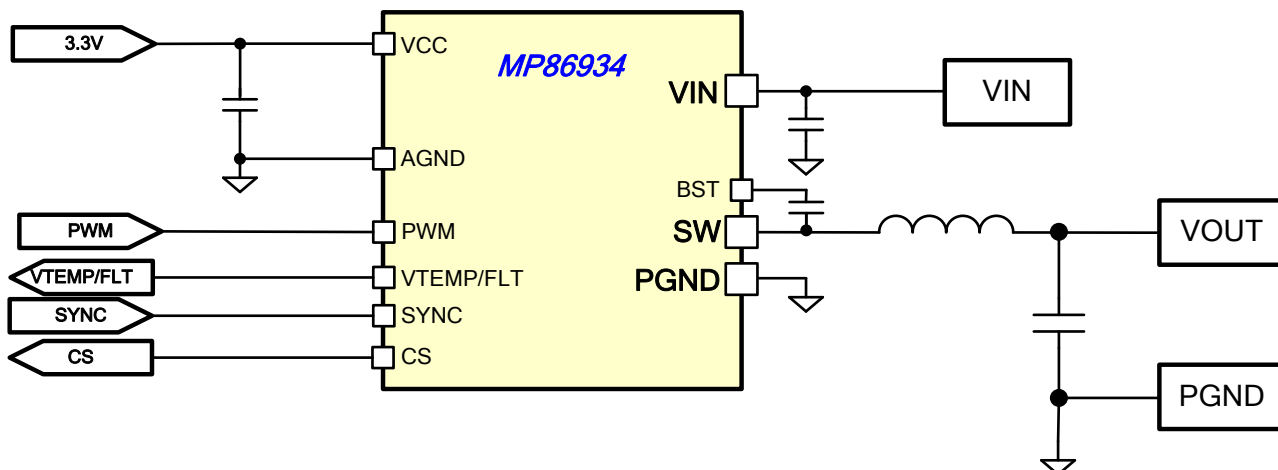 3.3V
VCC
MP86934
VIN
VIN
AGND
BST
PWM
PWM
SW
VOUT
VTEMP/FLT
VTEMP/FLT
PGND
SYNC
SYNC
CS
CS
PGND